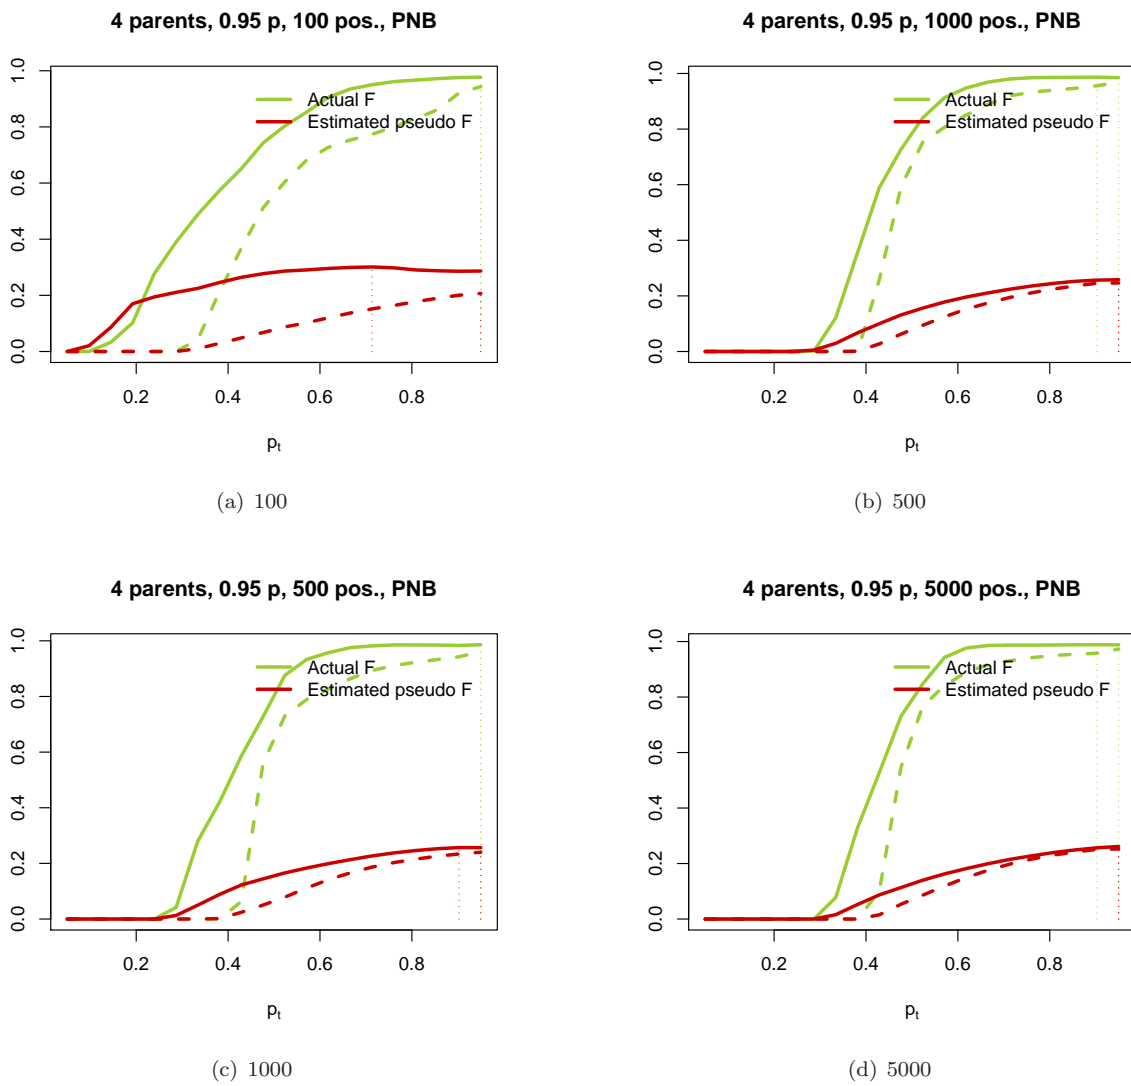 4 parents, 0.95 p, 100 pos., PNB
1.0
0.8
0.6
0.4
0.2
0.0
Actual F
Estimated pseudo F
0.2 0.4 0.6 0.8
pt
(a) 100
4 parents, 0.95 p, 1000 pos., PNB
1.0
0.8
0.6
0.4
0.2
0.0
Actual F
Estimated pseudo F
0.2 0.4 0.6 0.8
pt
(b) 500
4 parents, 0.95 p, 500 pos., PNB
1.0
0.8
0.6
0.4
0.2
0.0
Actual F
Estimated pseudo F
0.2 0.4 0.6 0.8
pt
(c) 1000
4 parents, 0.95 p, 5000 pos., PNB
1.0
0.8
0.6
0.4
0.2
0.0
Actual F
Estimated pseudo F
0.2 0.4 0.6 0.8
pt
(d) 5000